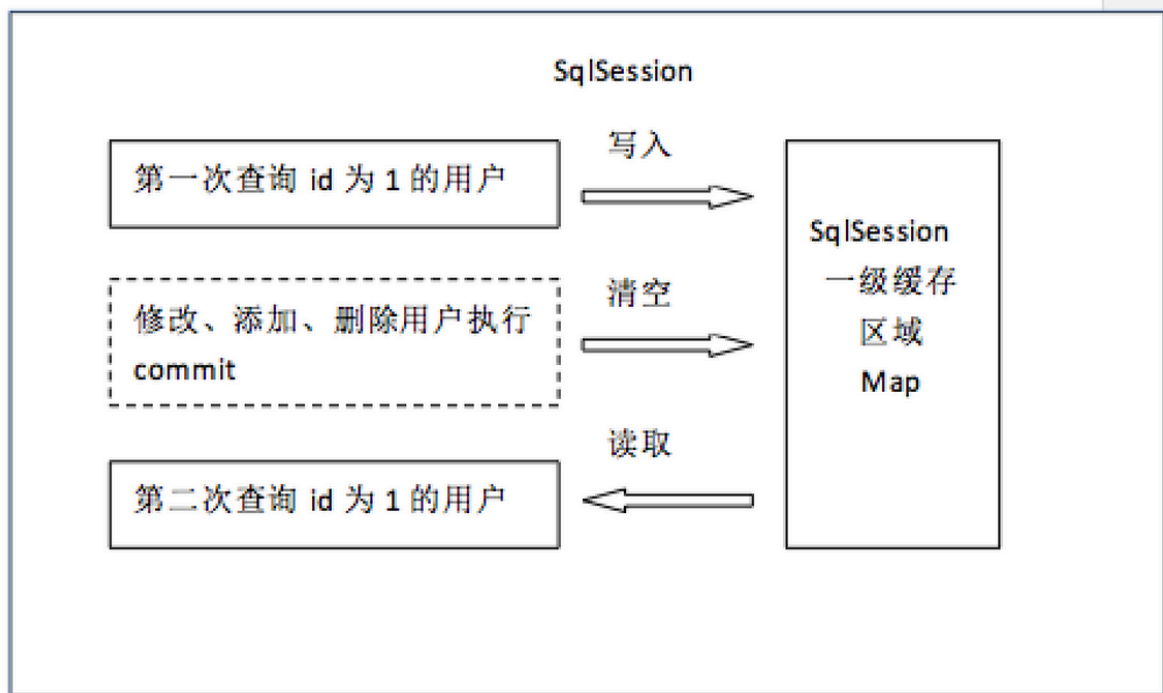 SqlSession
写入
第一次查询 id 为 1 的用户
SqlSession
一级缓存
区域
Map
清空
修改、添加、删除用户执行
commit
读取
第二次查询 id 为 1 的用户